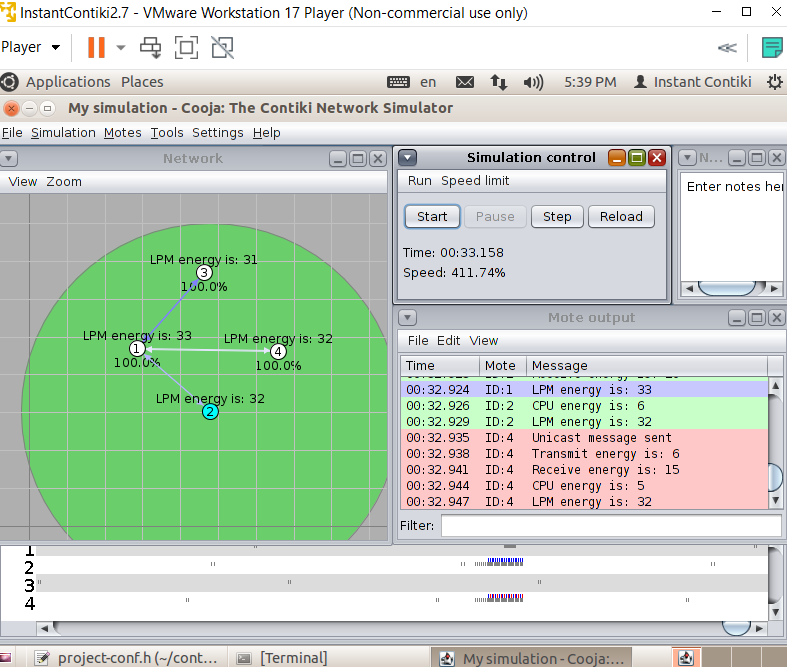 InstantContiki2.7 - VMware Workstation 17 Player (Non-commercial use only)
Player
Applications Places en 5:39 PM Instant Contiki
My simulation - Cooja: The Contiki Network Simulator
File Simulation Motes Tools Settings Help
Network
View Zoom
LPM energy is: 31
3
100.0%
LPM energy is: 33
1
100.0%
LPM energy is: 32
4
100.0%
LPM energy is: 32
2
Simulation control
Run Speed limit
Start Pause Step Reload
Time: 00:33.158
Speed: 411.74%
N...
Enter notes her
Mote output
File Edit View
Time Mote Message
00:32.924 ID:1 LPM energy is: 33
00:32.926 ID:2 CPU energy is: 6
00:32.929 ID:2 LPM energy is: 32
00:32.935 ID:4 Unicast message sent
00:32.938 ID:4 Transmit energy is: 6
00:32.941 ID:4 Receive energy is: 15
00:32.944 ID:4 CPU energy is: 5
00:32.947 ID:4 LPM energy is: 32
Filter:
1
2
3
4
project-conf.h (~/cont...
[Terminal]
My simulation - Cooja:...